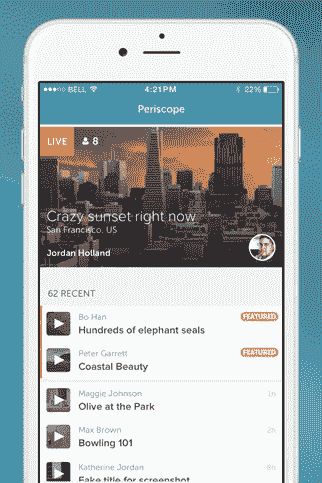 BELL 4:21PM 22%
Periscope
LIVE 8
Crazy sunset right now
San Francisco, US
Jordan Holland
62 RECENT
Bo Han FEATURED
Hundreds of elephant seals
Peter Garrett FEATURED
Coastal Beauty
Maggie Johnson 1h
Olive at the Park
Max Brown 2h
Bowling 101
Katherine Jordan 8h
Fake title for screenshot